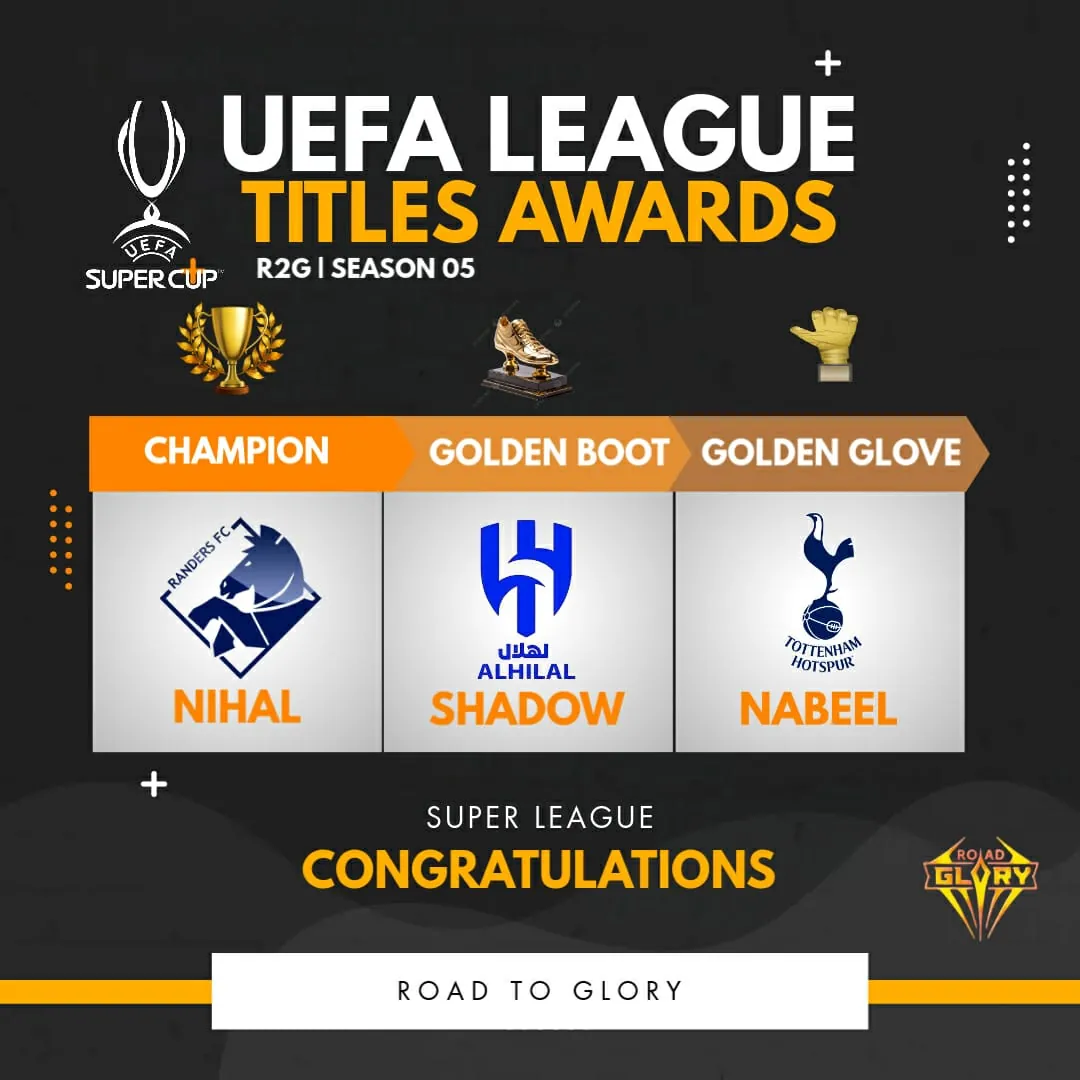 UEFA LEAGUE
TITLES AWARDS
R2G | SEASON 05
UEFA
SUPER CUP
CHAMPION
GOLDEN BOOT
GOLDEN GLOVE
RANDERS FC
NIHAL
لهلال
ALHILAL
SHADOW
TOTTENHAM
HOTSPUR
NABEEL
SUPER LEAGUE
CONGRATULATIONS
ROAD
GLORY
ROAD TO GLORY